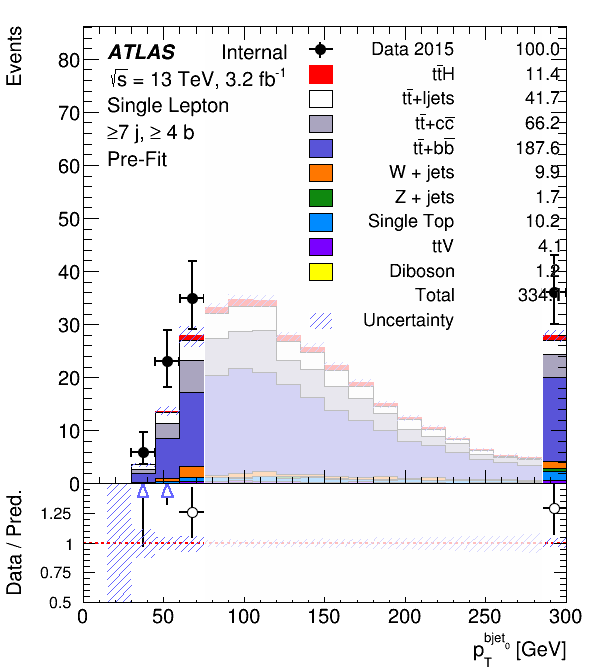 Events
ATLAS Internal
√s = 13 TeV, 3.2 fb-1
Single Lepton
≥7 j, ≥ 4 b
Pre-Fit
Data 2015 100.0
tt̄H 11.4
tt̄+ljets 41.7
tt̄+cc̄ 66.2
tt̄+bb̄ 187.6
W + jets 9.9
Z + jets 1.7
Single Top 10.2
ttV 4.1
Diboson 1.2
Total 334.
Uncertainty
80
70
60
50
40
30
20
10
0
Data / Pred.
1.25
1
0.75
0.5
0 50 100 150 200 250 300
pT bjet0 [GeV]